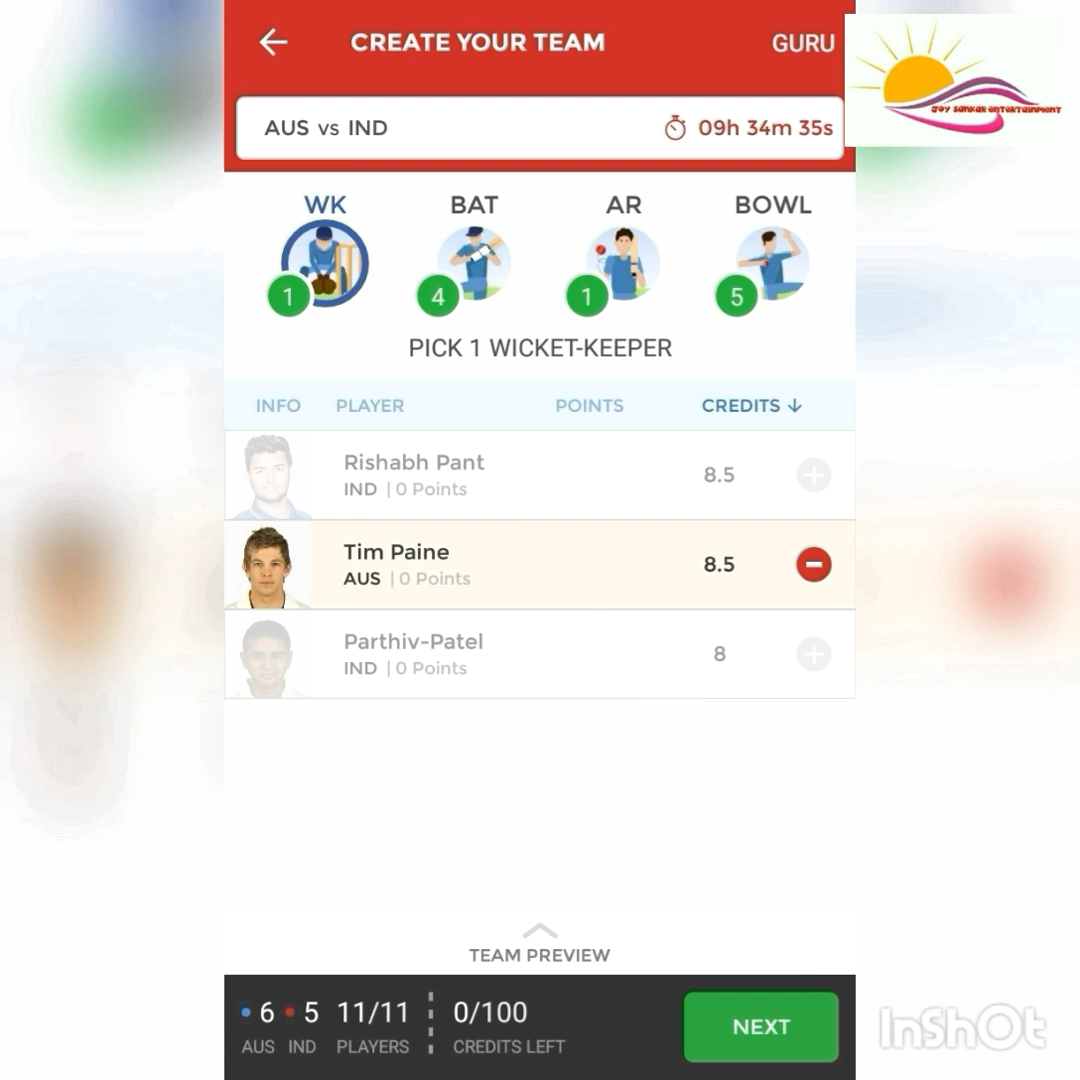 CREATE YOUR TEAM GURU
JOY SANKAR ENTERTAINMENT
AUS vs IND 09h 34m 35s
WK BAT AR BOWL
1 4 1 5
PICK 1 WICKET-KEEPER
INFO PLAYER POINTS CREDITS ↓
Rishabh Pant
IND | 0 Points
8.5
Tim Paine
AUS | 0 Points
8.5
Parthiv-Patel
IND | 0 Points
8
TEAM PREVIEW
6 5 11/11 0/100
AUS IND PLAYERS CREDITS LEFT
NEXT
InShOt